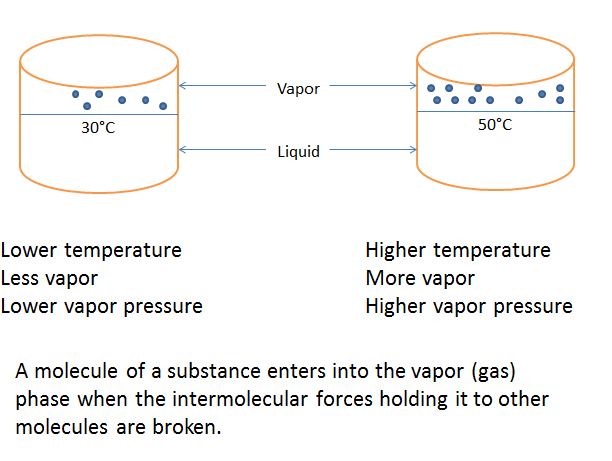 Vapor
30°C
50°C
Liquid
Lower temperature
Less vapor
Lower vapor pressure
Higher temperature
More vapor
Higher vapor pressure
A molecule of a substance enters into the vapor (gas)
phase when the intermolecular forces holding it to other
molecules are broken.